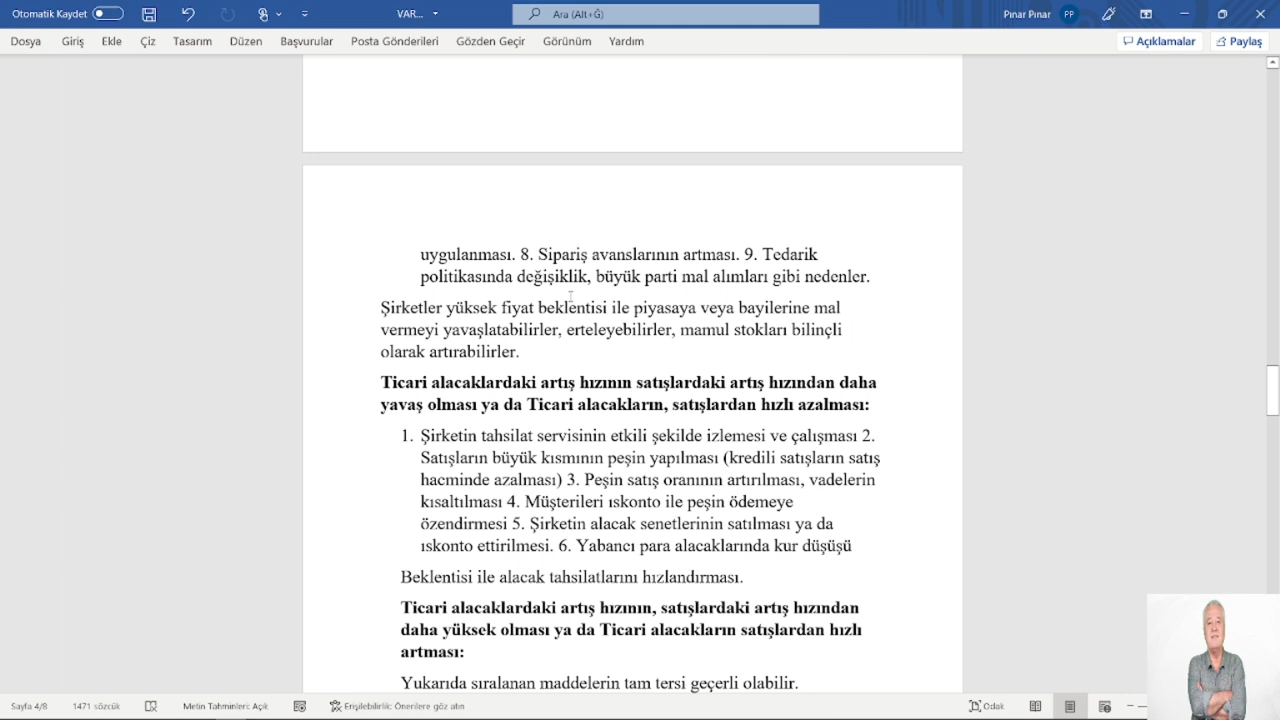 Otomatik Kaydet
VAR...
Ara (Alt+Ğ)
Pınar Pınar
PP
Dosya Giriş Ekle Çiz Tasarım Düzen Başvurular Posta Gönderileri Gözden Geçir Görünüm Yardım
Açıklamalar
Paylaş
uygulanması. 8. Sipariş avanslarının artması. 9. Tedarik
politikasında değişiklik, büyük parti mal alımları gibi nedenler.
Şirketler yüksek fiyat beklentisi ile piyasaya veya bayilerine mal
vermeyi yavaşlatabilirler, erteleyebilirler, mamul stokları bilinçli
olarak artırabilirler.
Ticari alacaklardaki artış hızının satışlardaki artış hızından daha
yavaş olması ya da Ticari alacakların, satışlardan hızlı azalması:
1. Şirketin tahsilat servisinin etkili şekilde izlemesi ve çalışması 2.
Satışların büyük kısmının peşin yapılması (kredili satışların satış
hacminde azalması) 3. Peşin satış oranının artırılması, vadelerin
kısaltılması 4. Müşterileri ıskonto ile peşin ödemeye
özendirmesi 5. Şirketin alacak senetlerinin satılması ya da
ıskonto ettirilmesi. 6. Yabancı para alacaklarında kur düşüşü
Beklentisi ile alacak tahsilatlarını hızlandırması.
Ticari alacaklardaki artış hızının, satışlardaki artış hızından
daha yüksek olması ya da Ticari alacakların satışlardan hızlı
artması:
Yukarıda sıralanan maddelerin tam tersi geçerli olabilir.
Sayfa 4/8
1471 sözcük
Metin Tahminleri: Açık
Erişilebilirlik: Önerilere göz atın
Odak